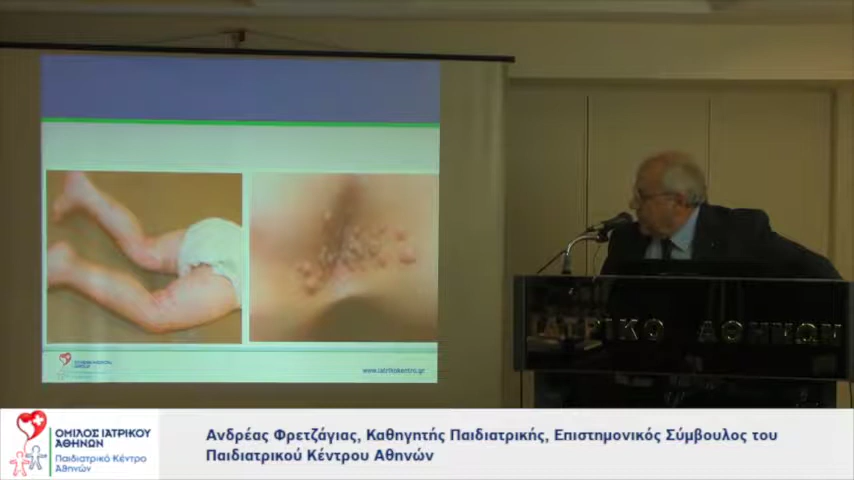 www.iatrikokentro.gr
ΙΑΤΡΙΚΟ ΑΘΗΝΩΝ
ΟΜΙΛΟΣ ΙΑΤΡΙΚΟΥ
ΑΘΗΝΩΝ
Παιδιατρικό Κέντρο
Αθηνών
Ανδρέας Φρετζάγιας, Καθηγητής Παιδιατρικής, Επιστημονικός Σύμβουλος του
Παιδιατρικού Κέντρου Αθηνών